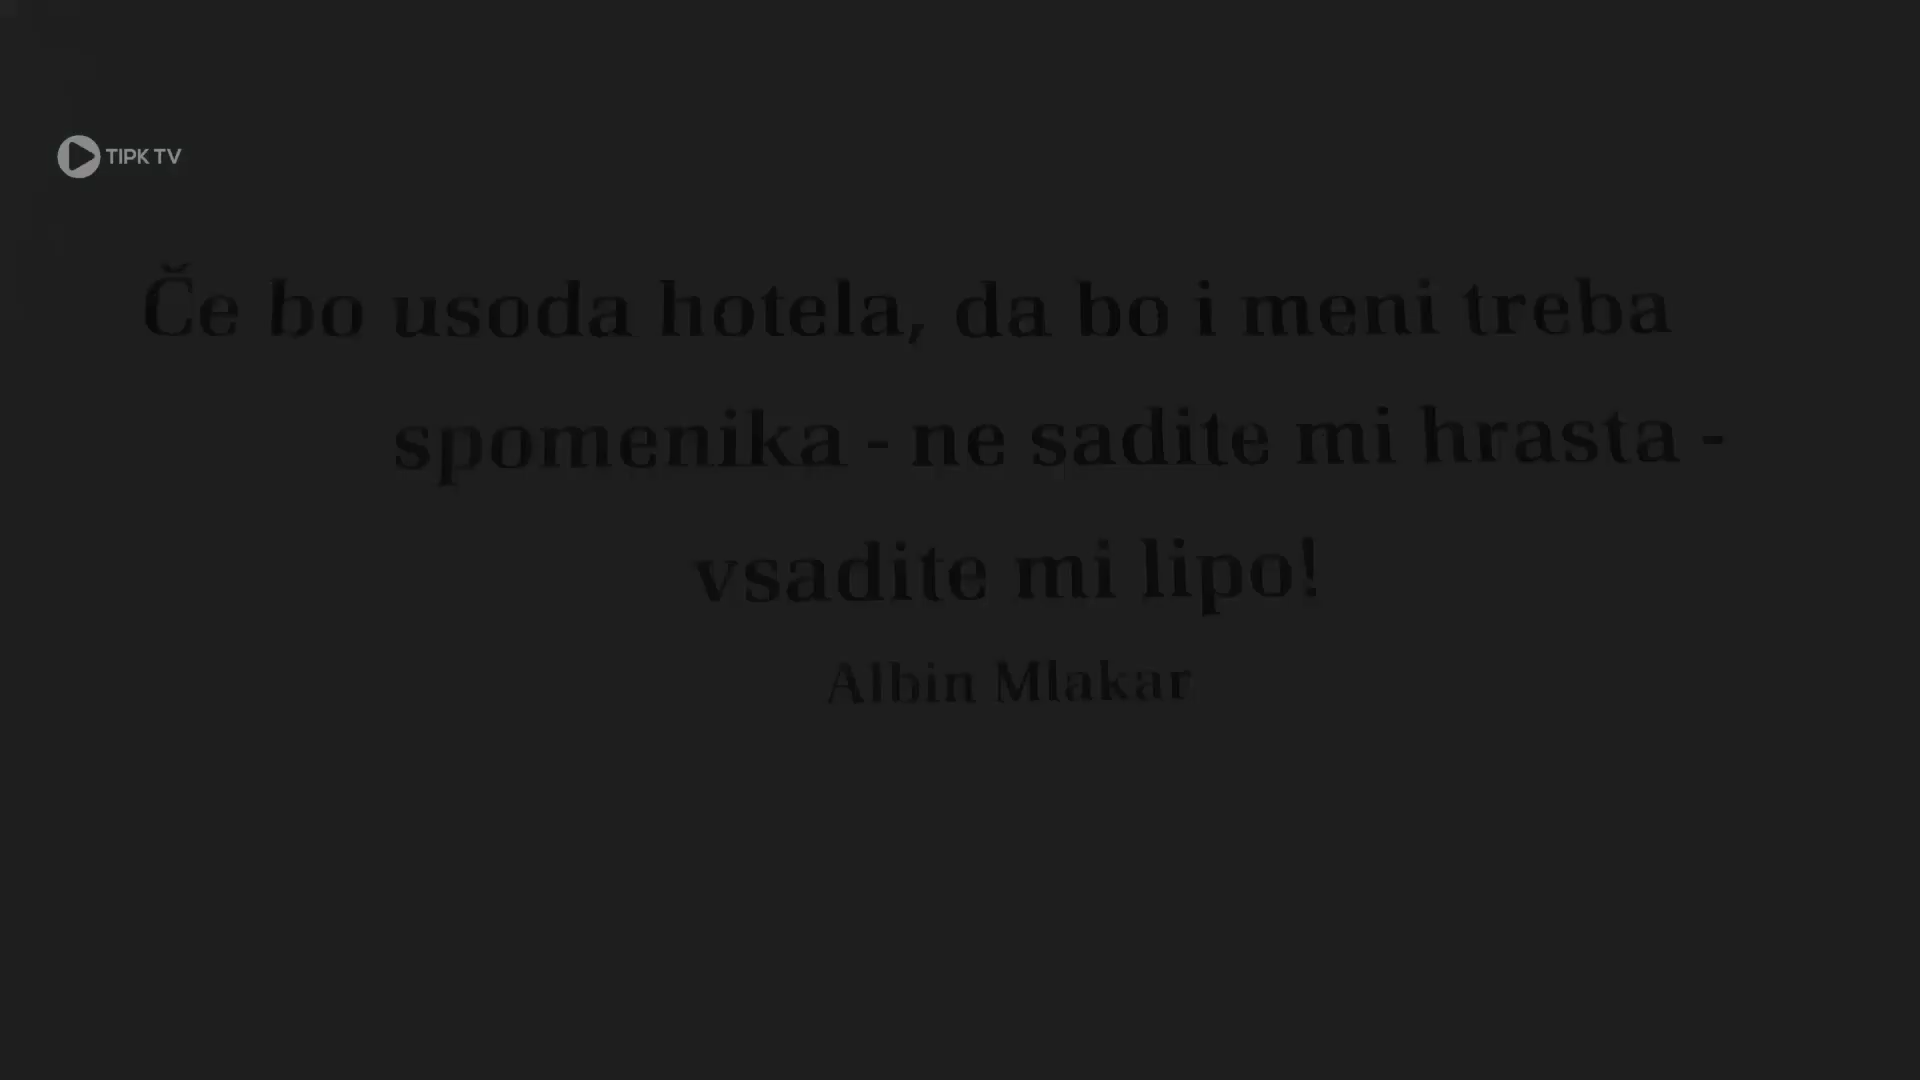 TIPK TV
Če bo usoda hotela, da bo i meni treba
spomenika - ne sadite mi hrasta -
vsadite mi lipo!
Albin Mlakar